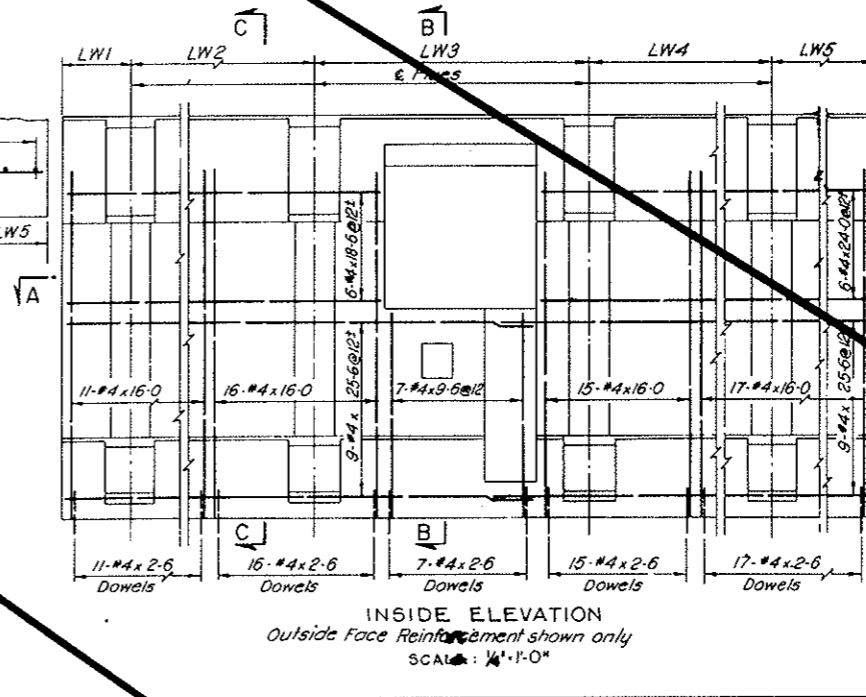 C B
LW1 LW2 LW3 LW4 LW5
℄
LW5
A
6-#4x18-6@12±
6-#4x24-0@12±
11-#4x16-0 16-#4x16-0 7-#4x9-6@12 15-#4x16-0 17-#4x16-0
9-#4x 25-6@12±
9-#4x 25-6@12±
C B
11-#4x2-6 16-#4x2-6 7-#4x2-6 15-#4x2-6 17-#4x2-6
Dowels Dowels Dowels Dowels Dowels
INSIDE ELEVATION
Outside Face Reinforcement shown only
SCALE: ¼"=1'-0"